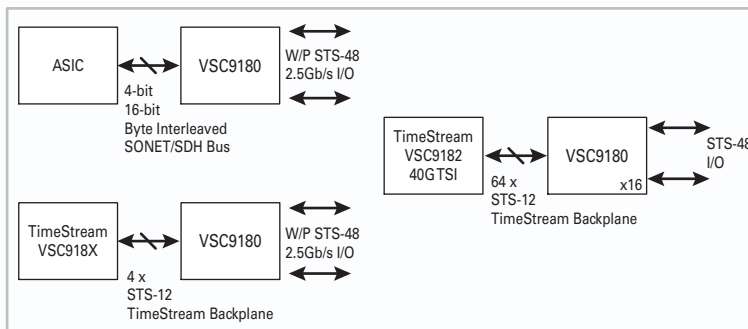 ASIC
4-bit
16-bit
Byte Interleaved
SONET/SDH Bus
VSC9180
W/P STS-48
2.5Gb/s I/O
TimeStream
VSC918X
4 x
STS-12
TimeStream Backplane
VSC9180
W/P STS-48
2.5Gb/s I/O
TimeStream
VSC9182
40G TSI
64 x
STS-12
TimeStream Backplane
VSC9180
x16
STS-48
I/O